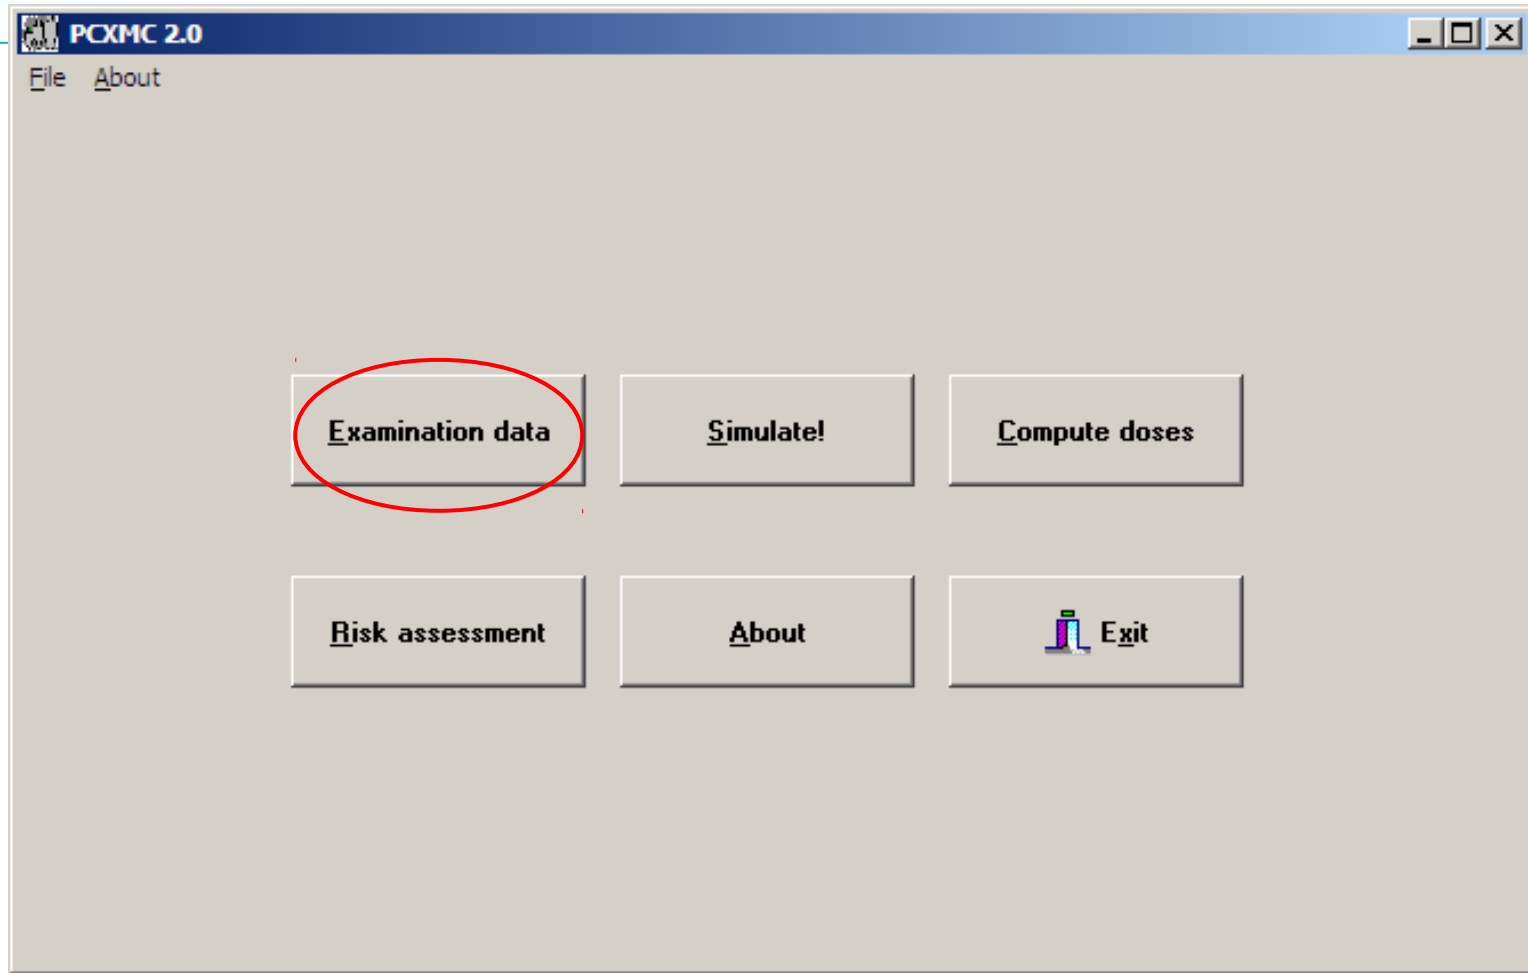 PCXMC 2.0
File About
Examination data Simulate! Compute doses
Risk assessment About Exit